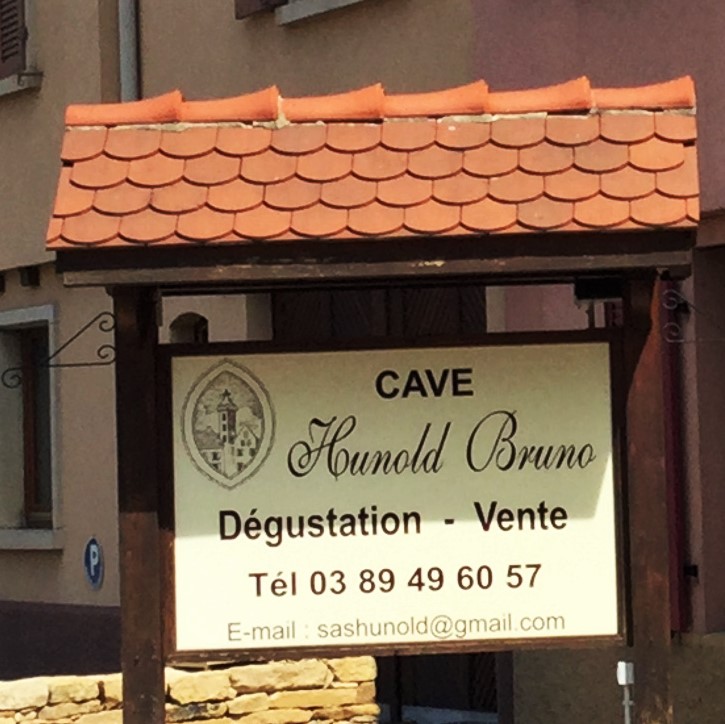 CAVE
Hunold Bruno
Dégustation - Vente
Tél 03 89 49 60 57
E-mail : sashunold@gmail.com
P